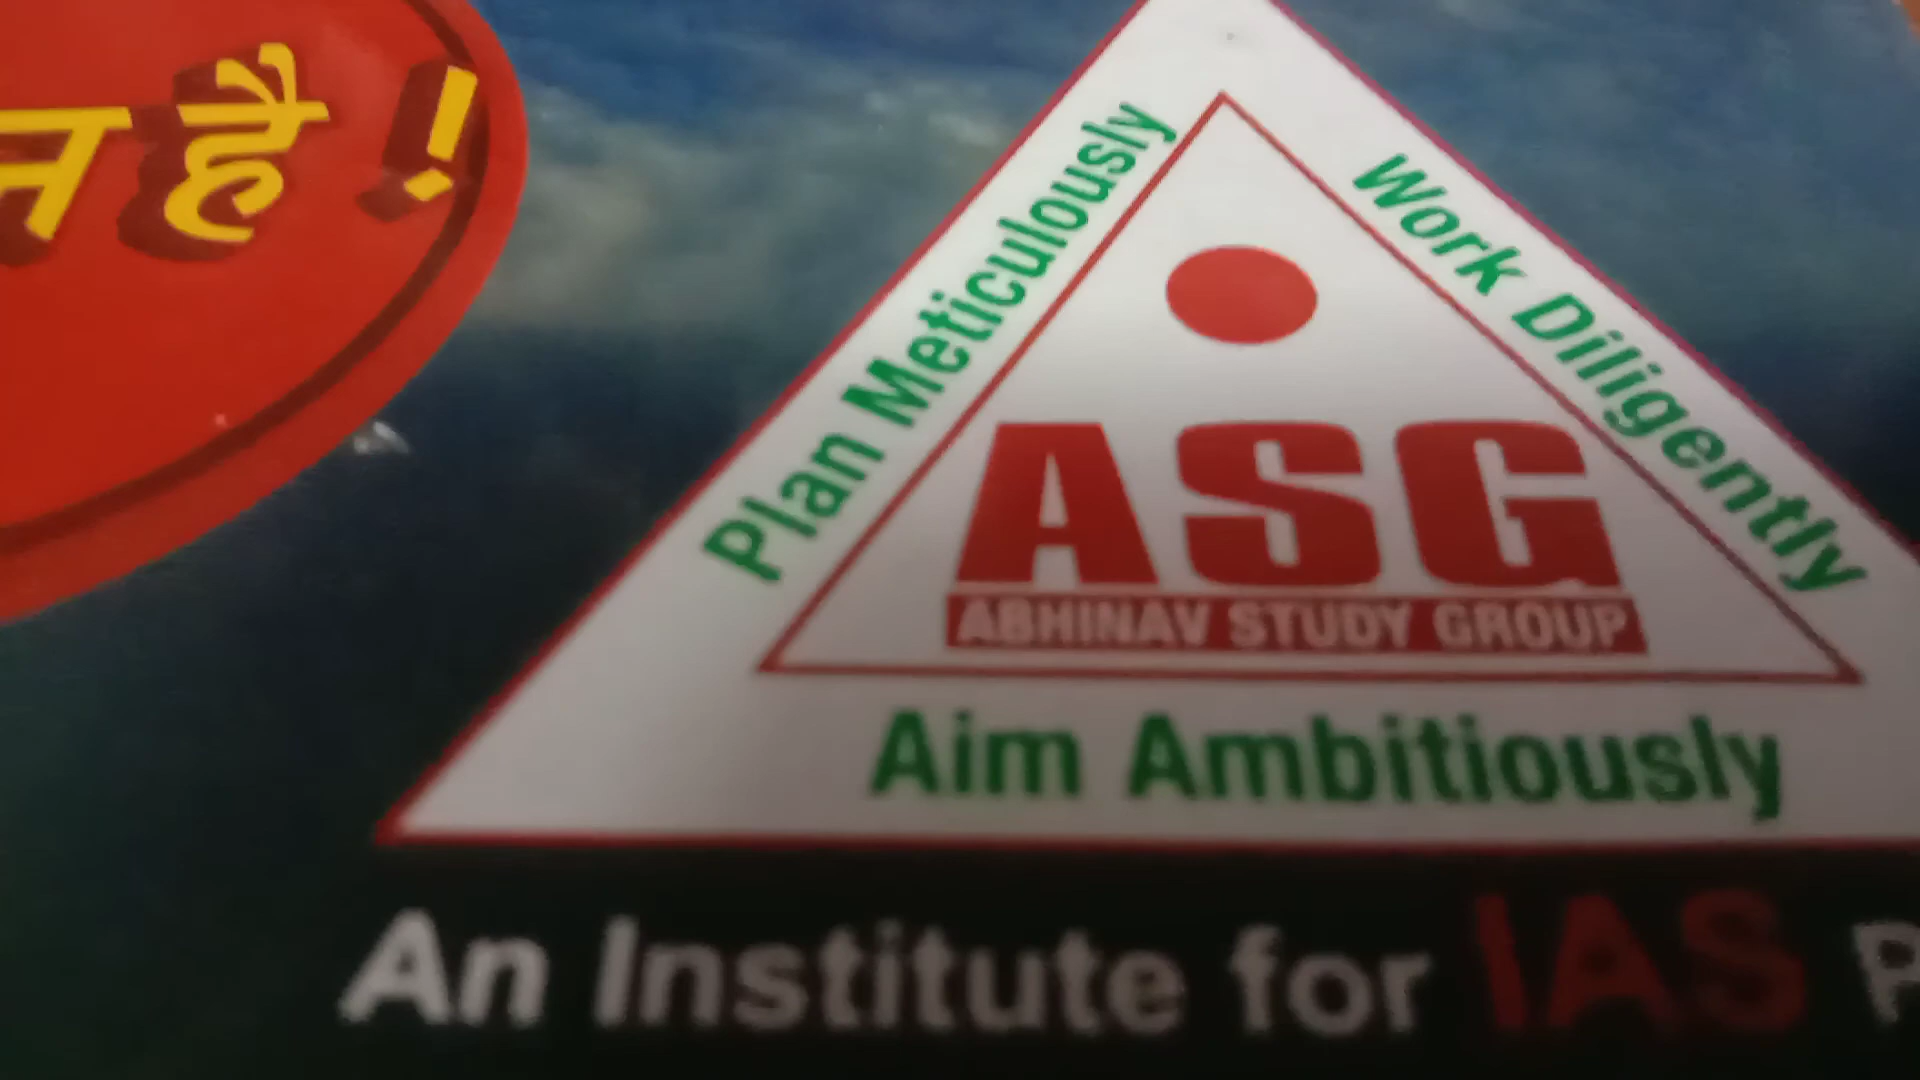 है !
Plan Meticulously
Work Diligently
ASG
ABHINAV STUDY GROUP
Aim Ambitiously
An Institute for IAS